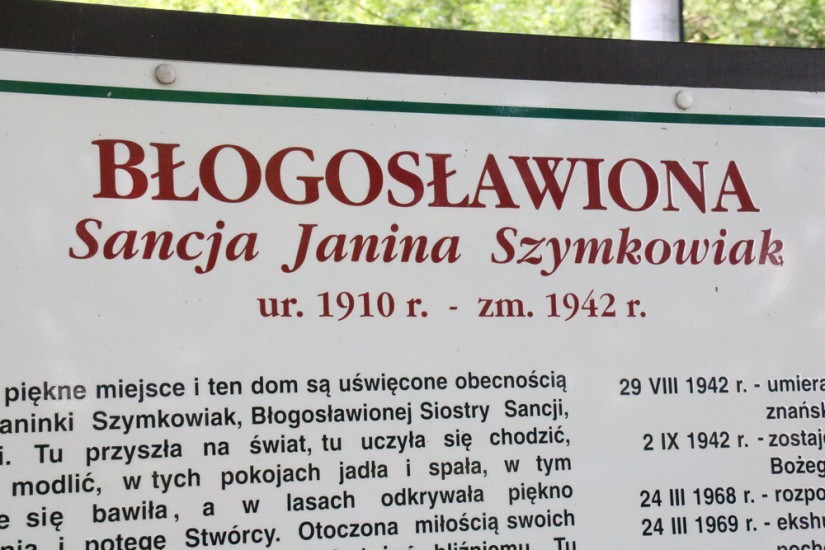 BŁOGOSŁAWIONA
Sancja Janina Szymkowiak
ur. 1910 r. - zm. 1942 r.
piękne miejsce i ten dom są uświęcone obecnością
aninki Szymkowiak, Błogosławionej Siostry Sancji,
i. Tu przyszła na świat, tu uczyła się chodzić,
modlić, w tych pokojach jadła i spała, w tym
e się bawiła, a w lasach odkrywała piękno
i potęgę Stwórcy. Otoczona miłością swoich
bliźniemu. Tu
29 VIII 1942 r. - umiera
znańsk
2 IX 1942 r. - zostaje
Bożeg
24 III 1968 r. - rozpo
24 III 1969 r. - ekshu